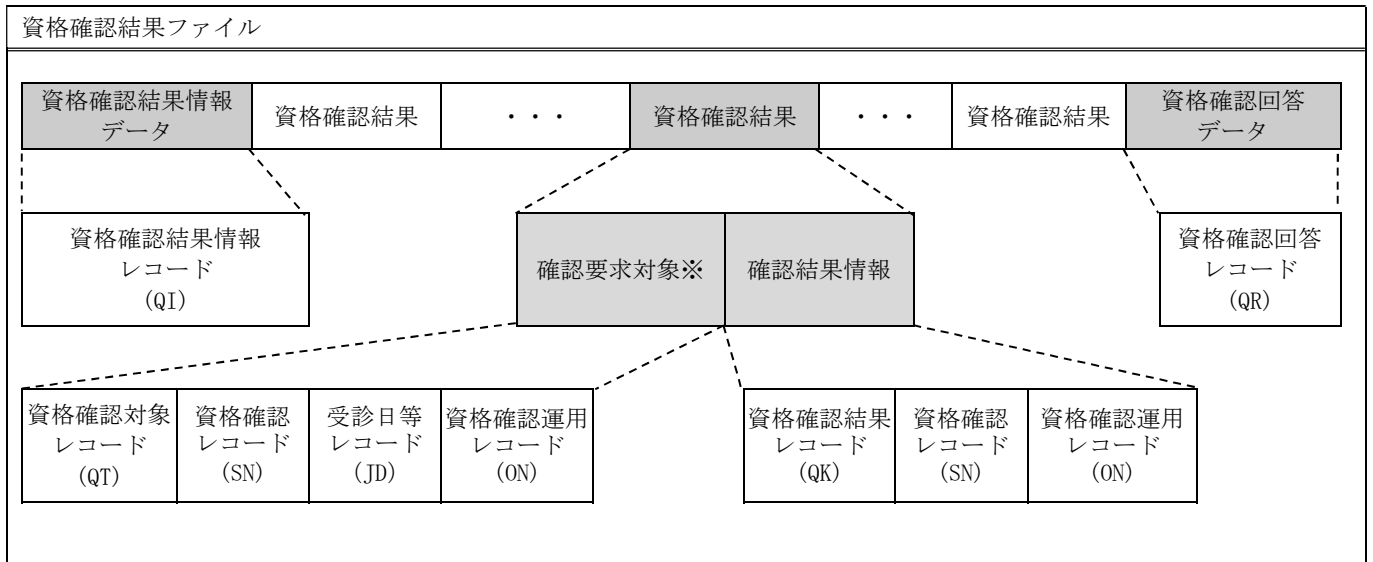 資格確認結果ファイル
資格確認結果情報
データ
資格確認結果
・・・
資格確認結果
・・・
資格確認結果
資格確認回答
データ
資格確認結果情報
レコード
(QI)
確認要求対象※
確認結果情報
資格確認回答
レコード
(QR)
資格確認対象
レコード
(QT)
資格確認
レコード
(SN)
受診日等
レコード
(JD)
資格確認運用
レコード
(ON)
資格確認結果
レコード
(QK)
資格確認
レコード
(SN)
資格確認運用
レコード
(ON)